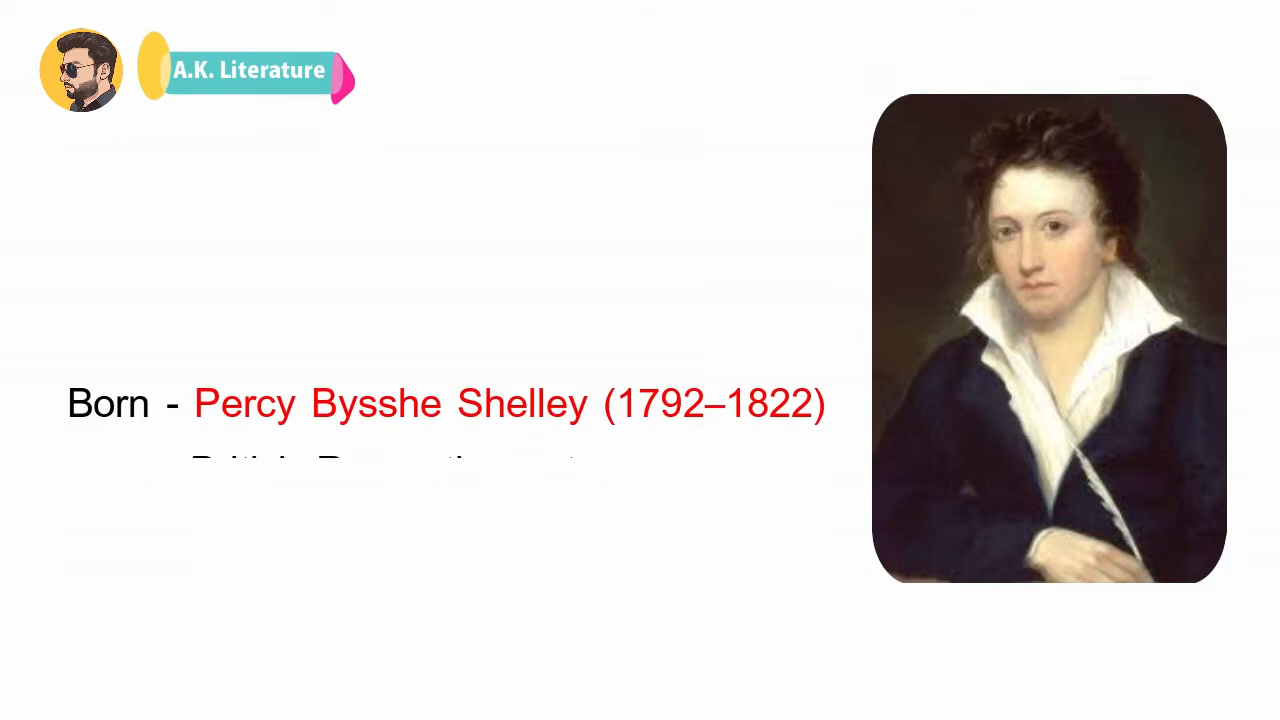 A.K. Literature
Born - Percy Bysshe Shelley (1792–1822)